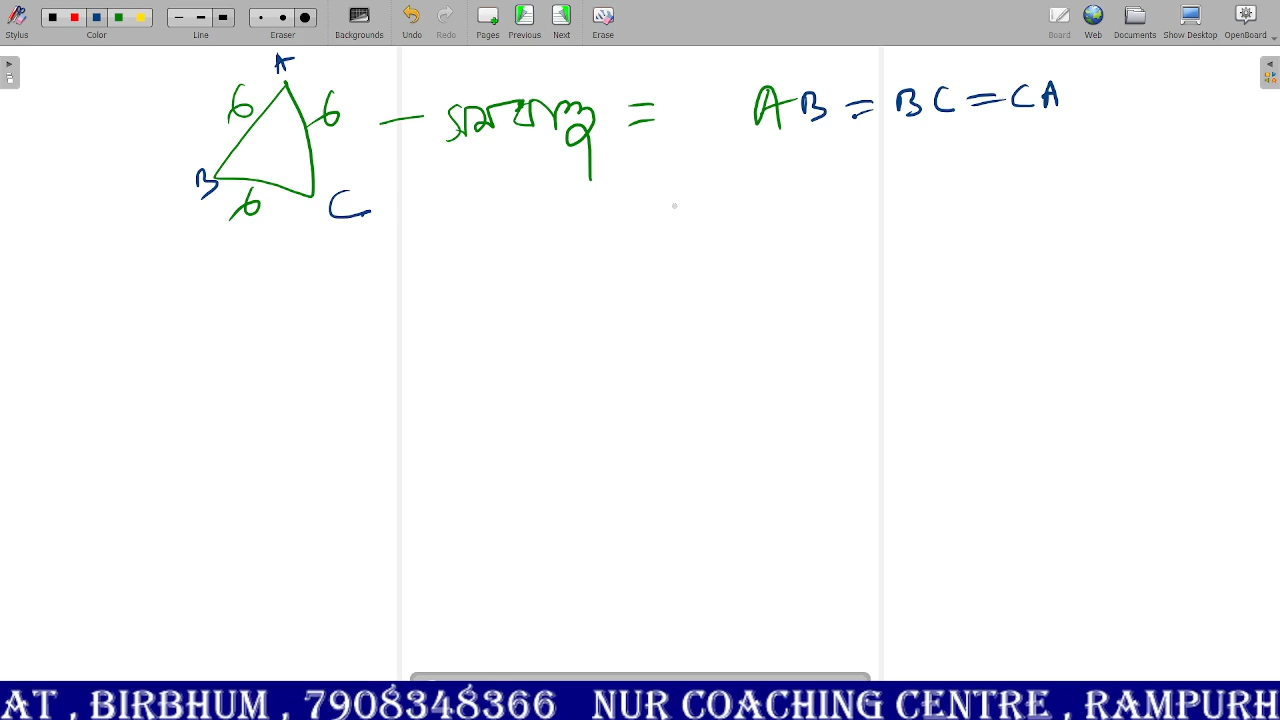 Stylus Color Line Eraser Backgrounds Undo Redo Pages Previous Next Erase Board Web Documents Show Desktop OpenBoard
A
6 6 — সমবাহু = AB = BC = CA
B 6 C
AT , BIRBHUM , 7908348366 NUR COACHING CENTRE , RAMPURH